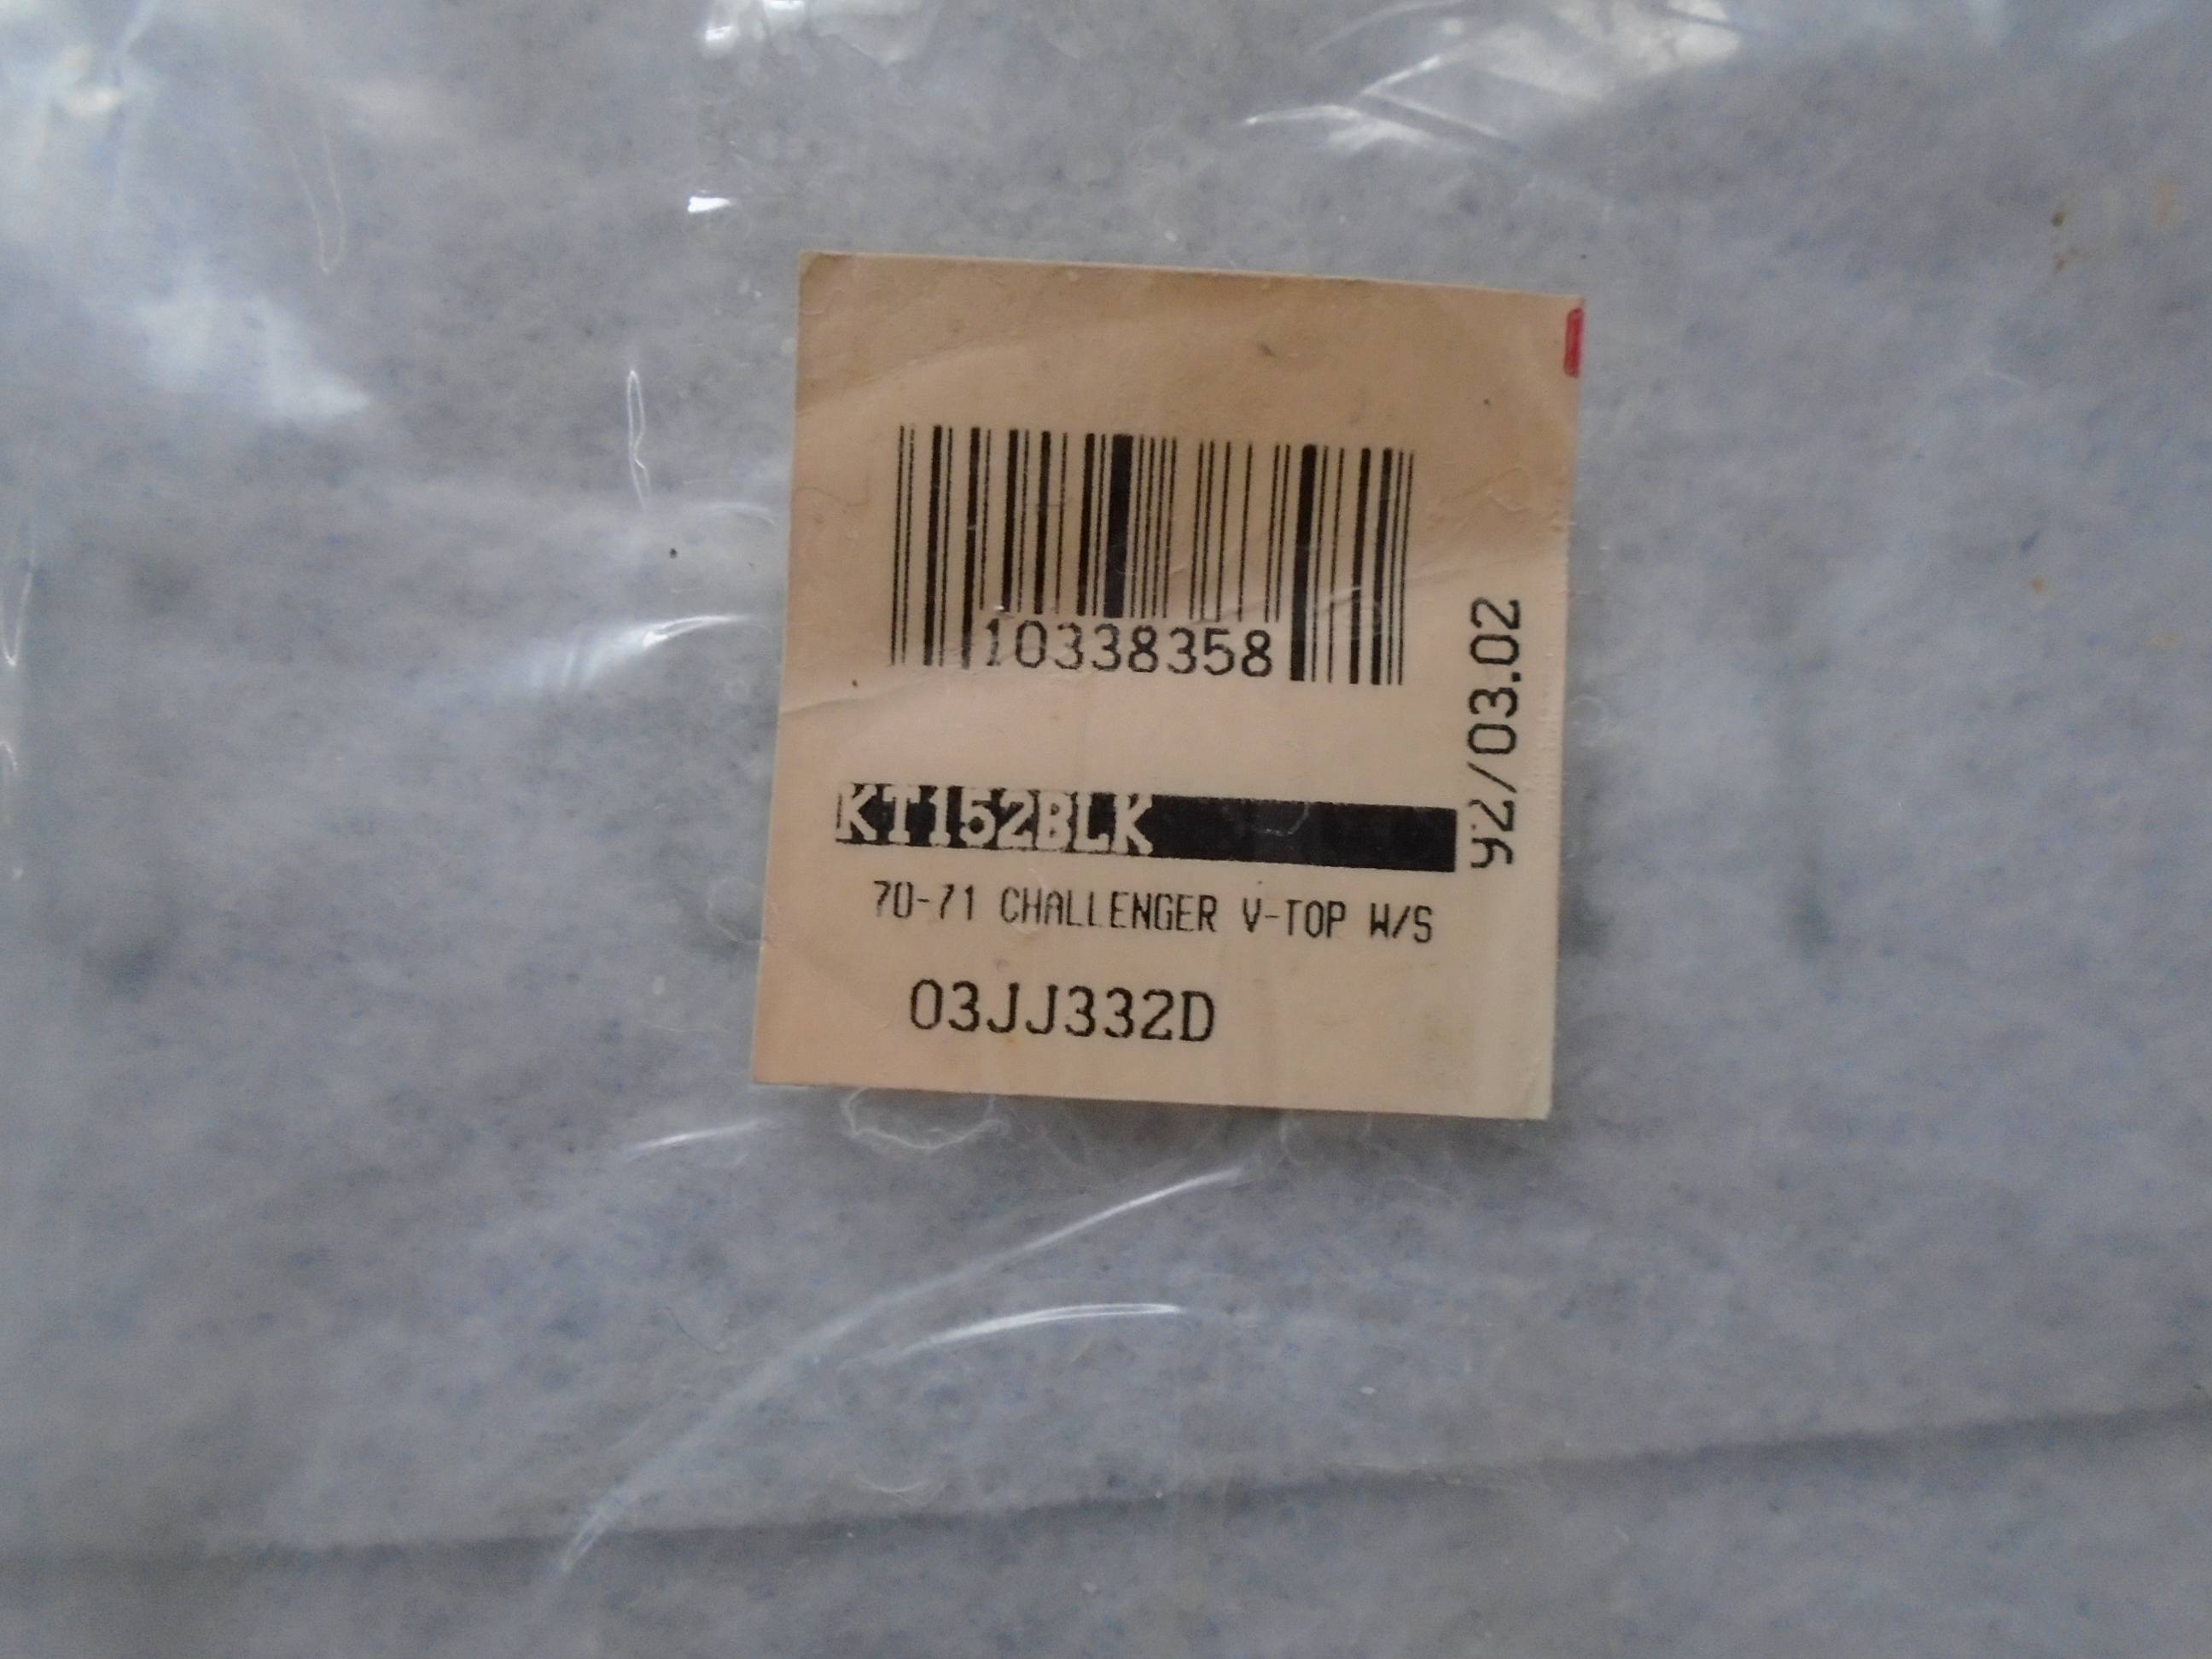 10338358
92/03.02
KT152BLK
70-71 CHALLENGER V-TOP W/S
03JJ332D